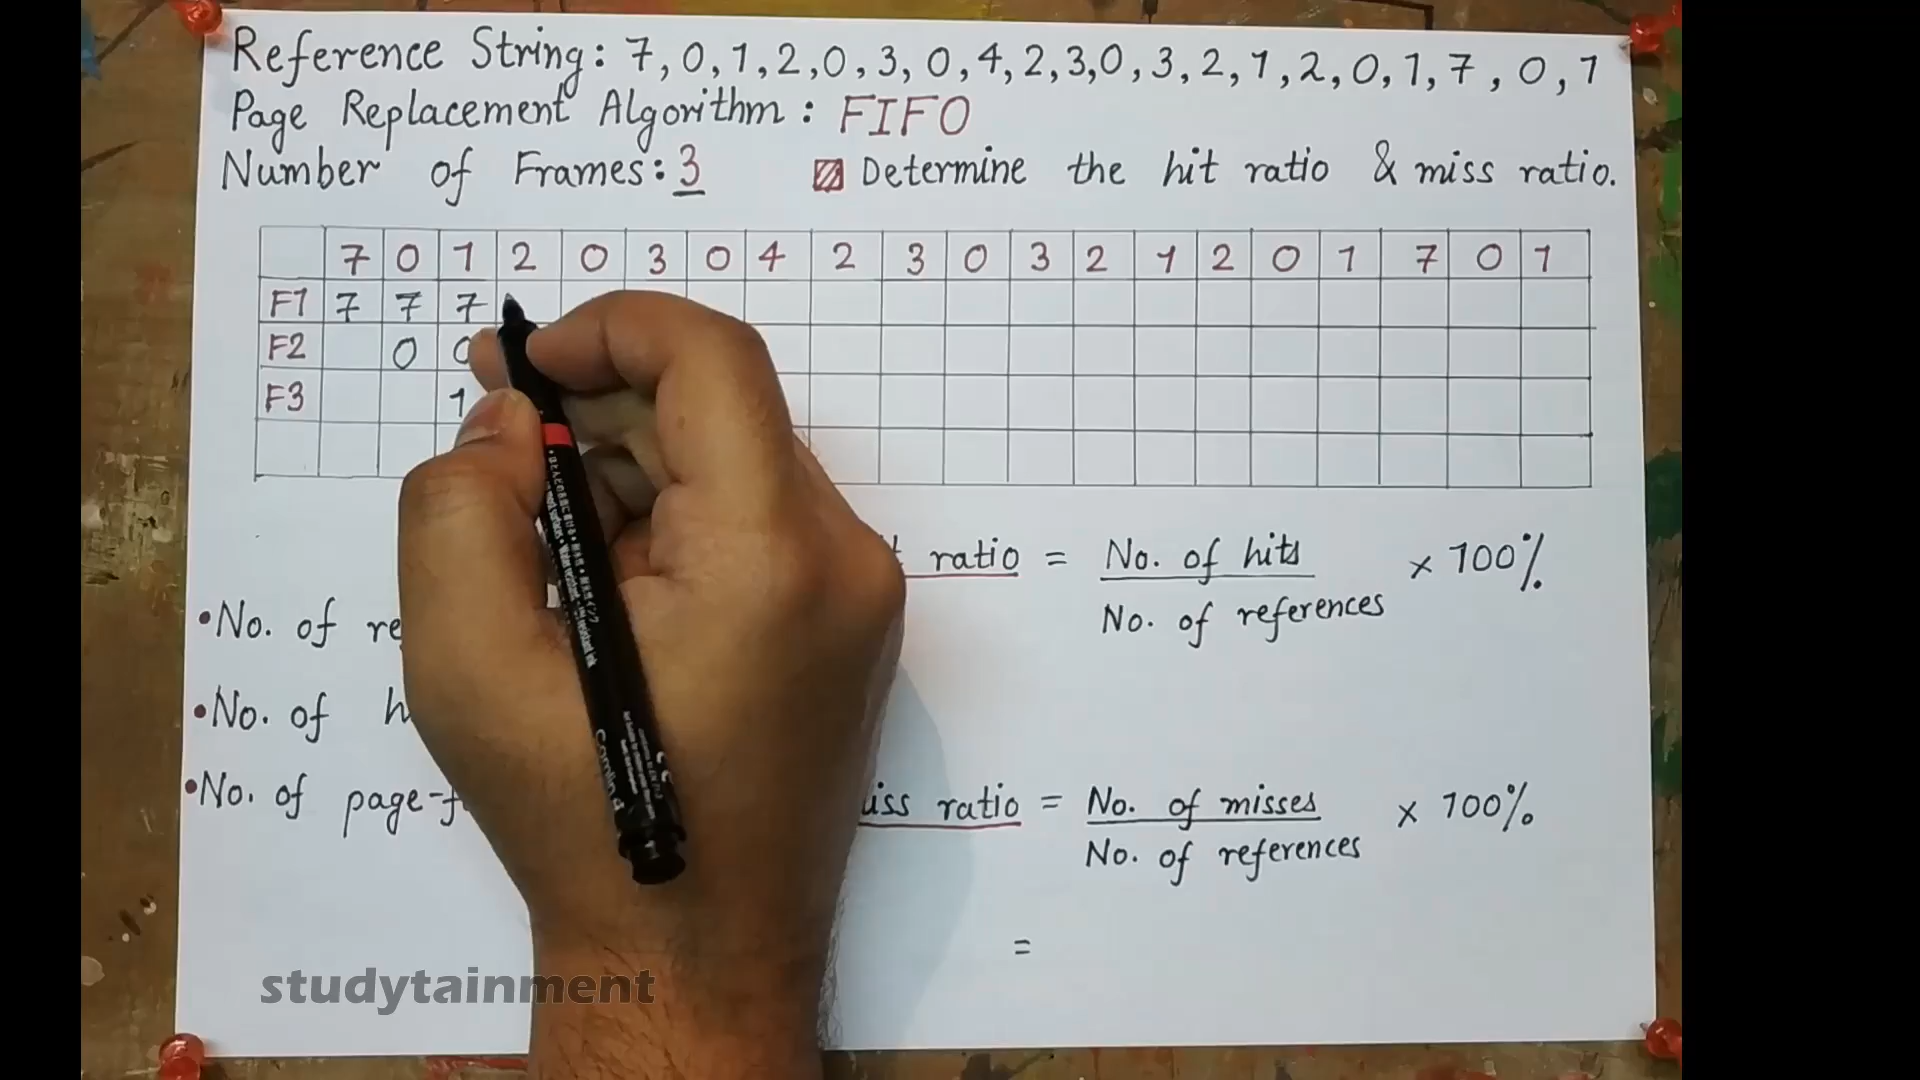 Reference String: 7,0,1,2,0,3,0,4,2,3,0,3,2,1,2,0,1,7,0,1
Page Replacement Algorithm: FIFO
Number of Frames: 3 Determine the hit ratio & miss ratio.
7 0 1 2 0 3 0 4 2 3 0 3 2 1 2 0 1 7 0 1
F1 7 7 7
F2 0 0
F3 1
ratio = No. of hits × 100%
No. of references
No. of
No. of
No. of page-
ratio = No. of misses × 100%
No. of references
=
Camlin
studytainment